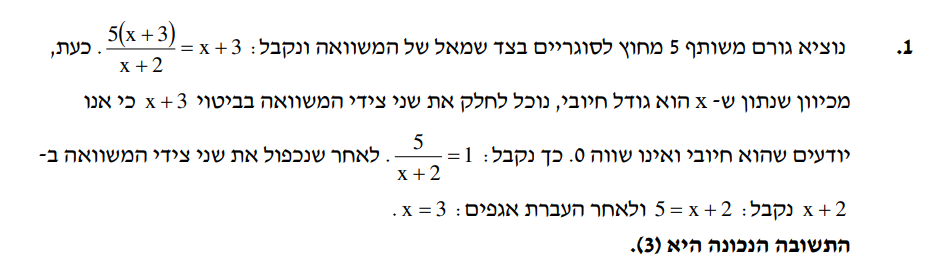 1. נוציא גורם משותף 5 מחוץ לסוגריים בצד שמאל של המשוואה ונקבל: 5(x + 3)/(x + 2) = x + 3. כעת,
מכיוון שנתון ש- x הוא גודל חיובי, נוכל לחלק את שני צידי המשוואה בביטוי x + 3 כי אנו
יודעים שהוא חיובי ואינו שווה 0. כך נקבל: 5/(x + 2) = 1. לאחר שנכפול את שני צידי המשוואה ב-
x + 2 נקבל: 5 = x + 2 ולאחר העברת אגפים: x = 3.
התשובה הנכונה היא (3).